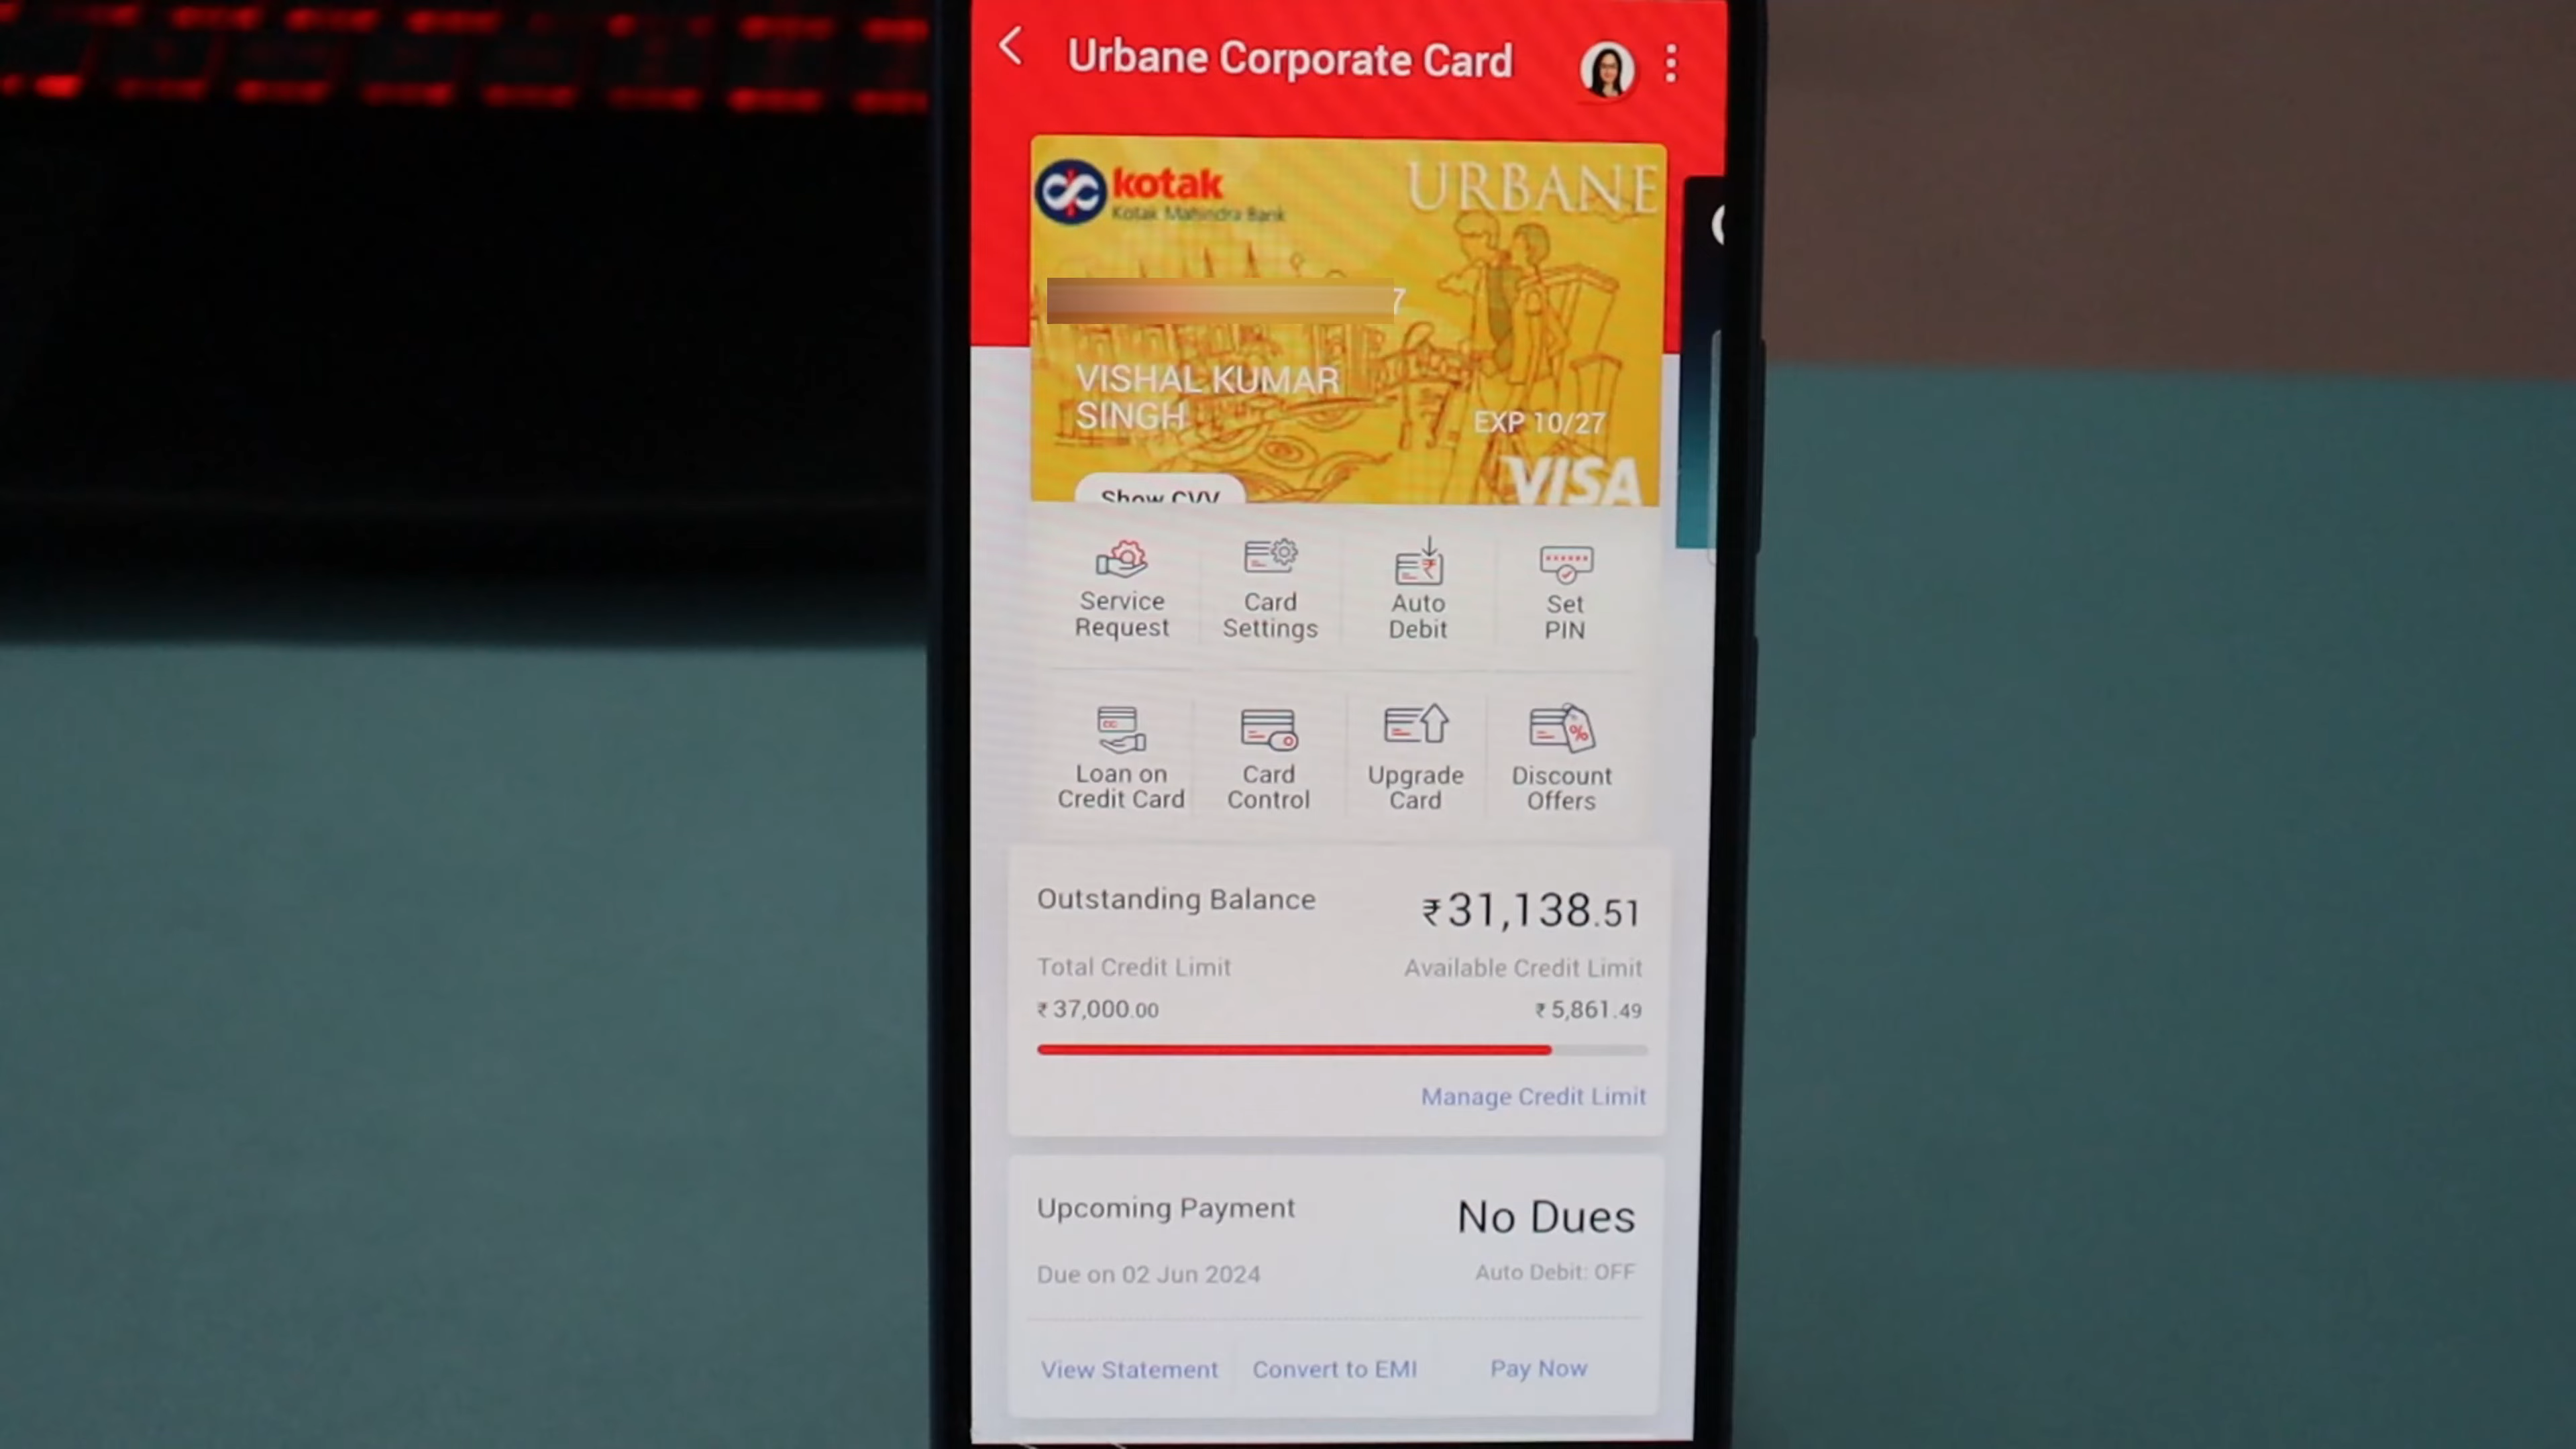 Urbane Corporate Card
kotak
Kotak Mahindra Bank
URBANE
7
VISHAL KUMAR
SINGH
EXP 10/27
VISA
Show CVV
Service
Request
Card
Settings
Auto
Debit
Set
PIN
Loan on
Credit Card
Card
Control
Upgrade
Card
Discount
Offers
Outstanding Balance
₹31,138.51
Total Credit Limit
Available Credit Limit
₹ 37,000.00
₹ 5,861.49
Manage Credit Limit
Upcoming Payment
No Dues
Due on 02 Jun 2024
Auto Debit: OFF
View Statement
Convert to EMI
Pay Now